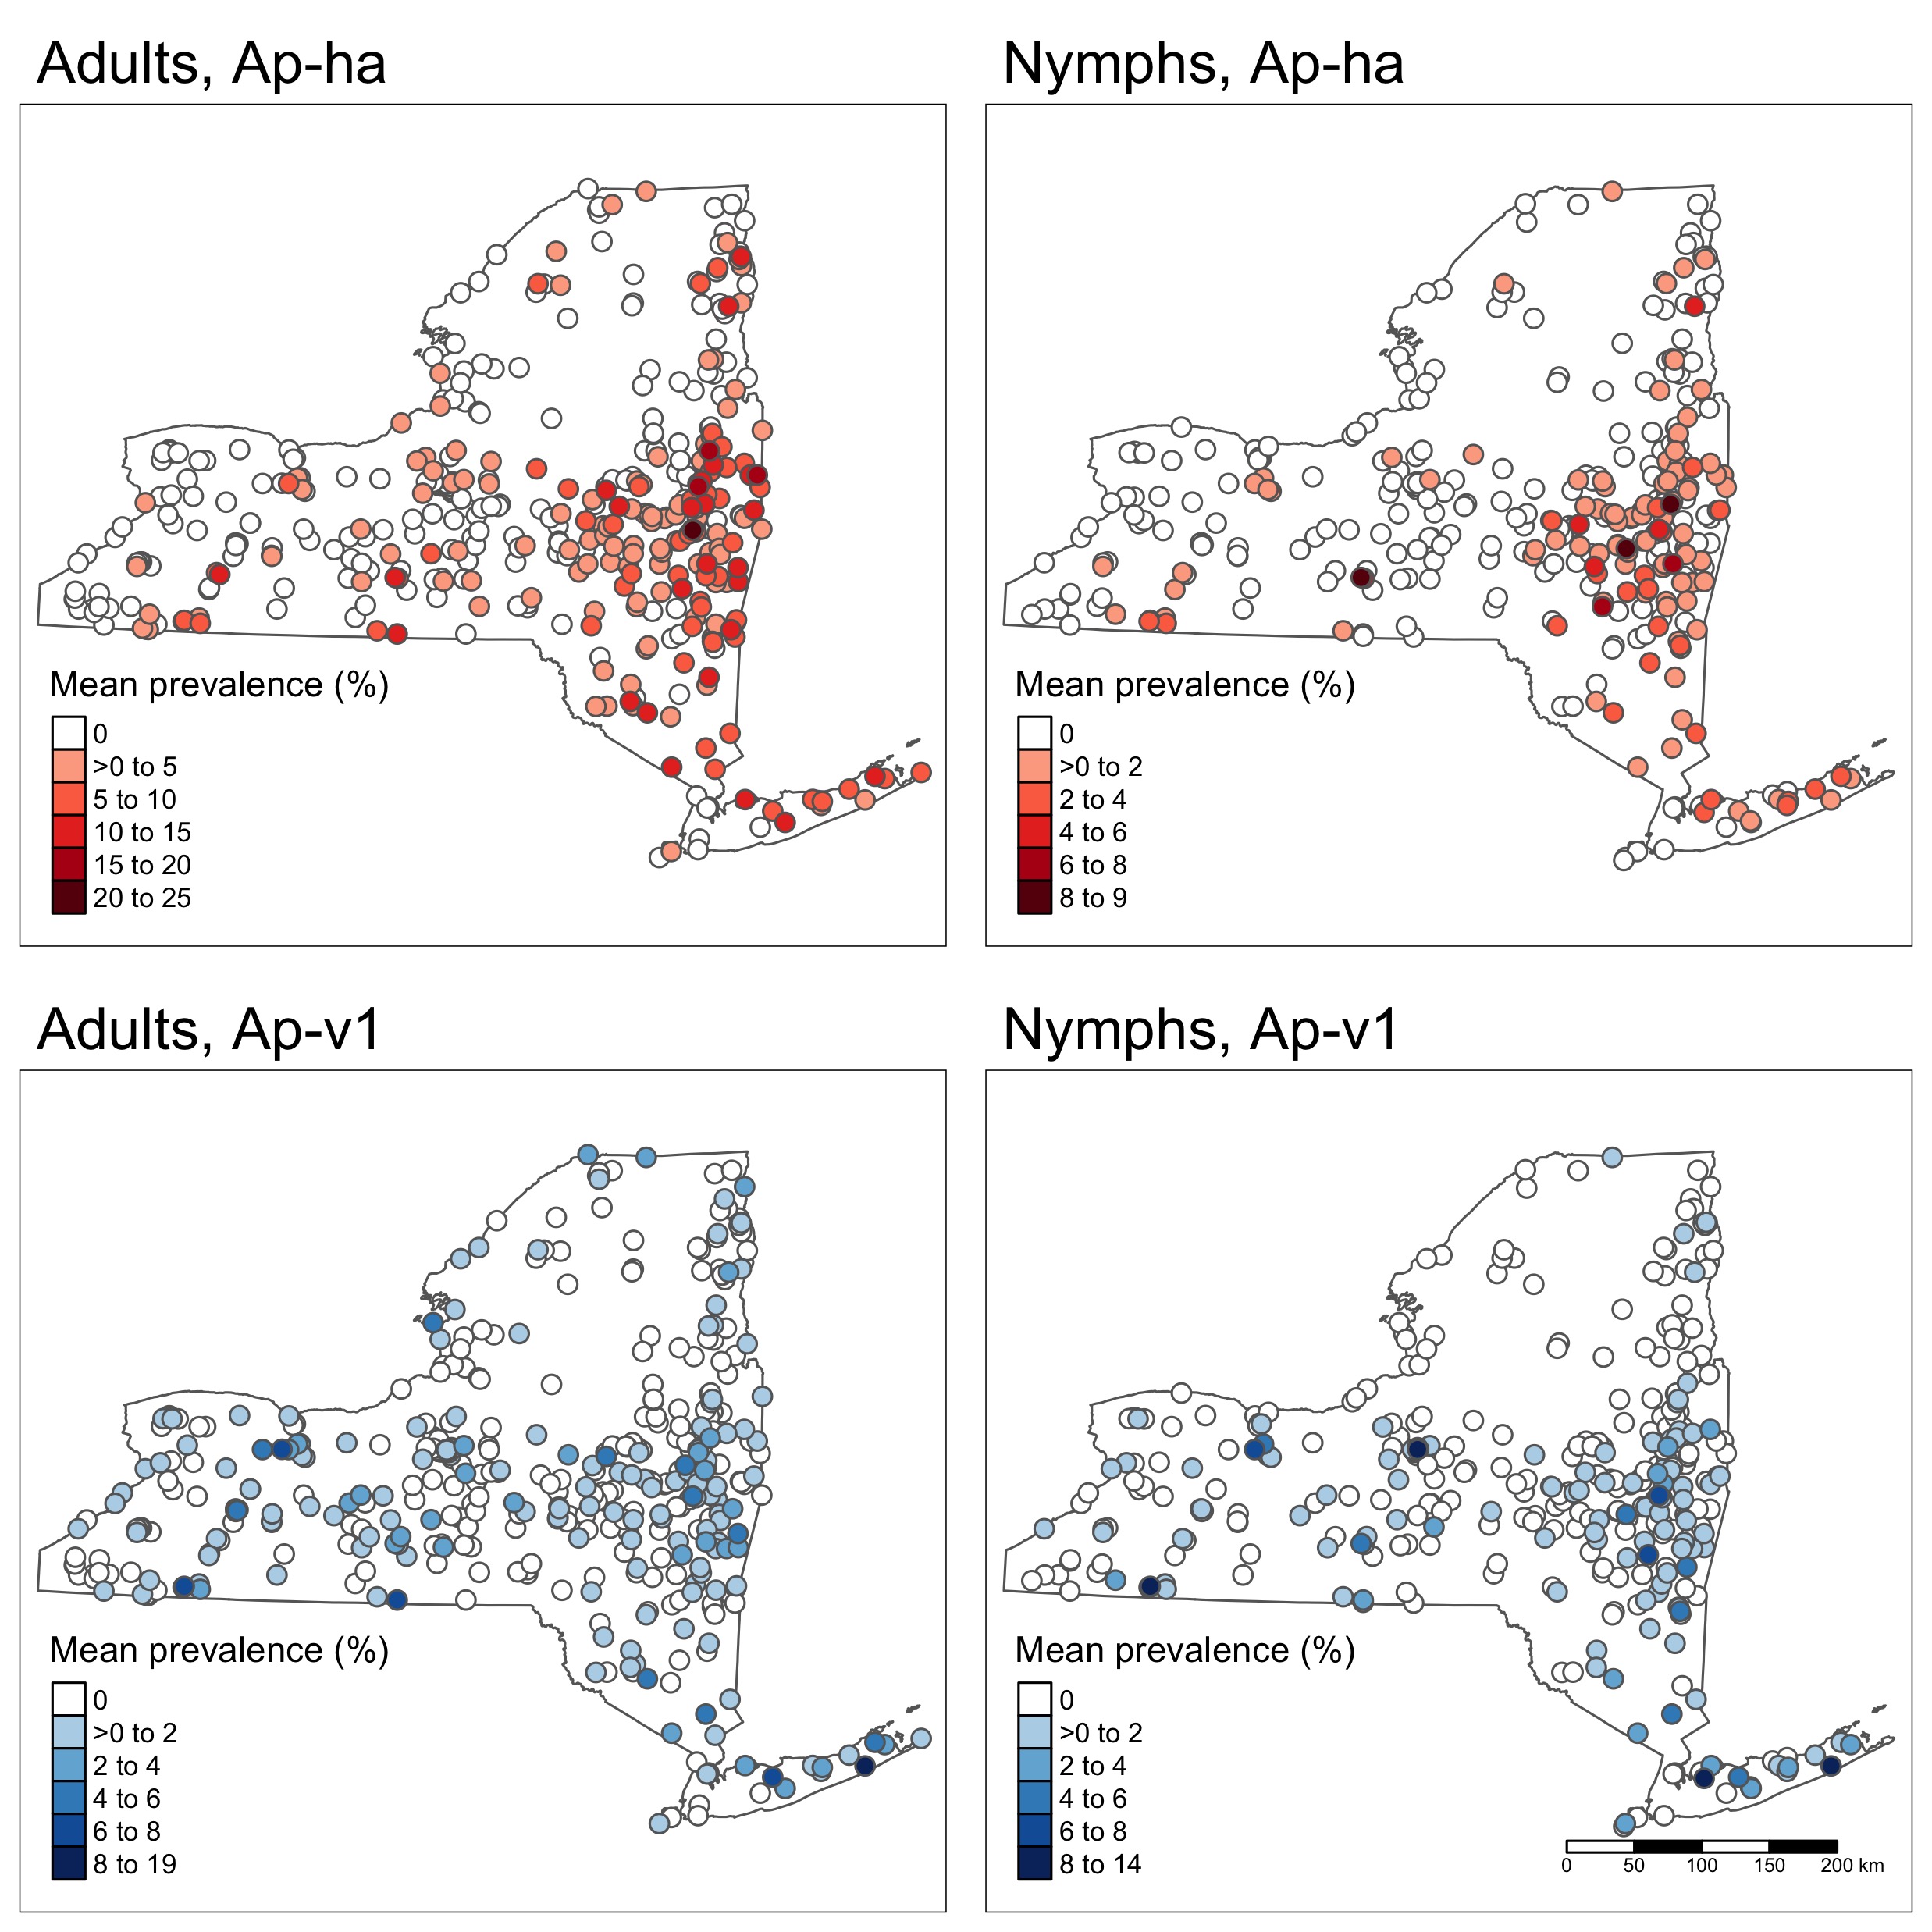 Adults, Ap-ha
Mean prevalence (%)
0
>0 to 5
5 to 10
10 to 15
15 to 20
20 to 25
Nymphs, Ap-ha
Mean prevalence (%)
0
>0 to 2
2 to 4
4 to 6
6 to 8
8 to 9
Adults, Ap-v1
Mean prevalence (%)
0
>0 to 2
2 to 4
4 to 6
6 to 8
8 to 19
Nymphs, Ap-v1
Mean prevalence (%)
0
>0 to 2
2 to 4
4 to 6
6 to 8
8 to 14
0 50 100 150 200 km